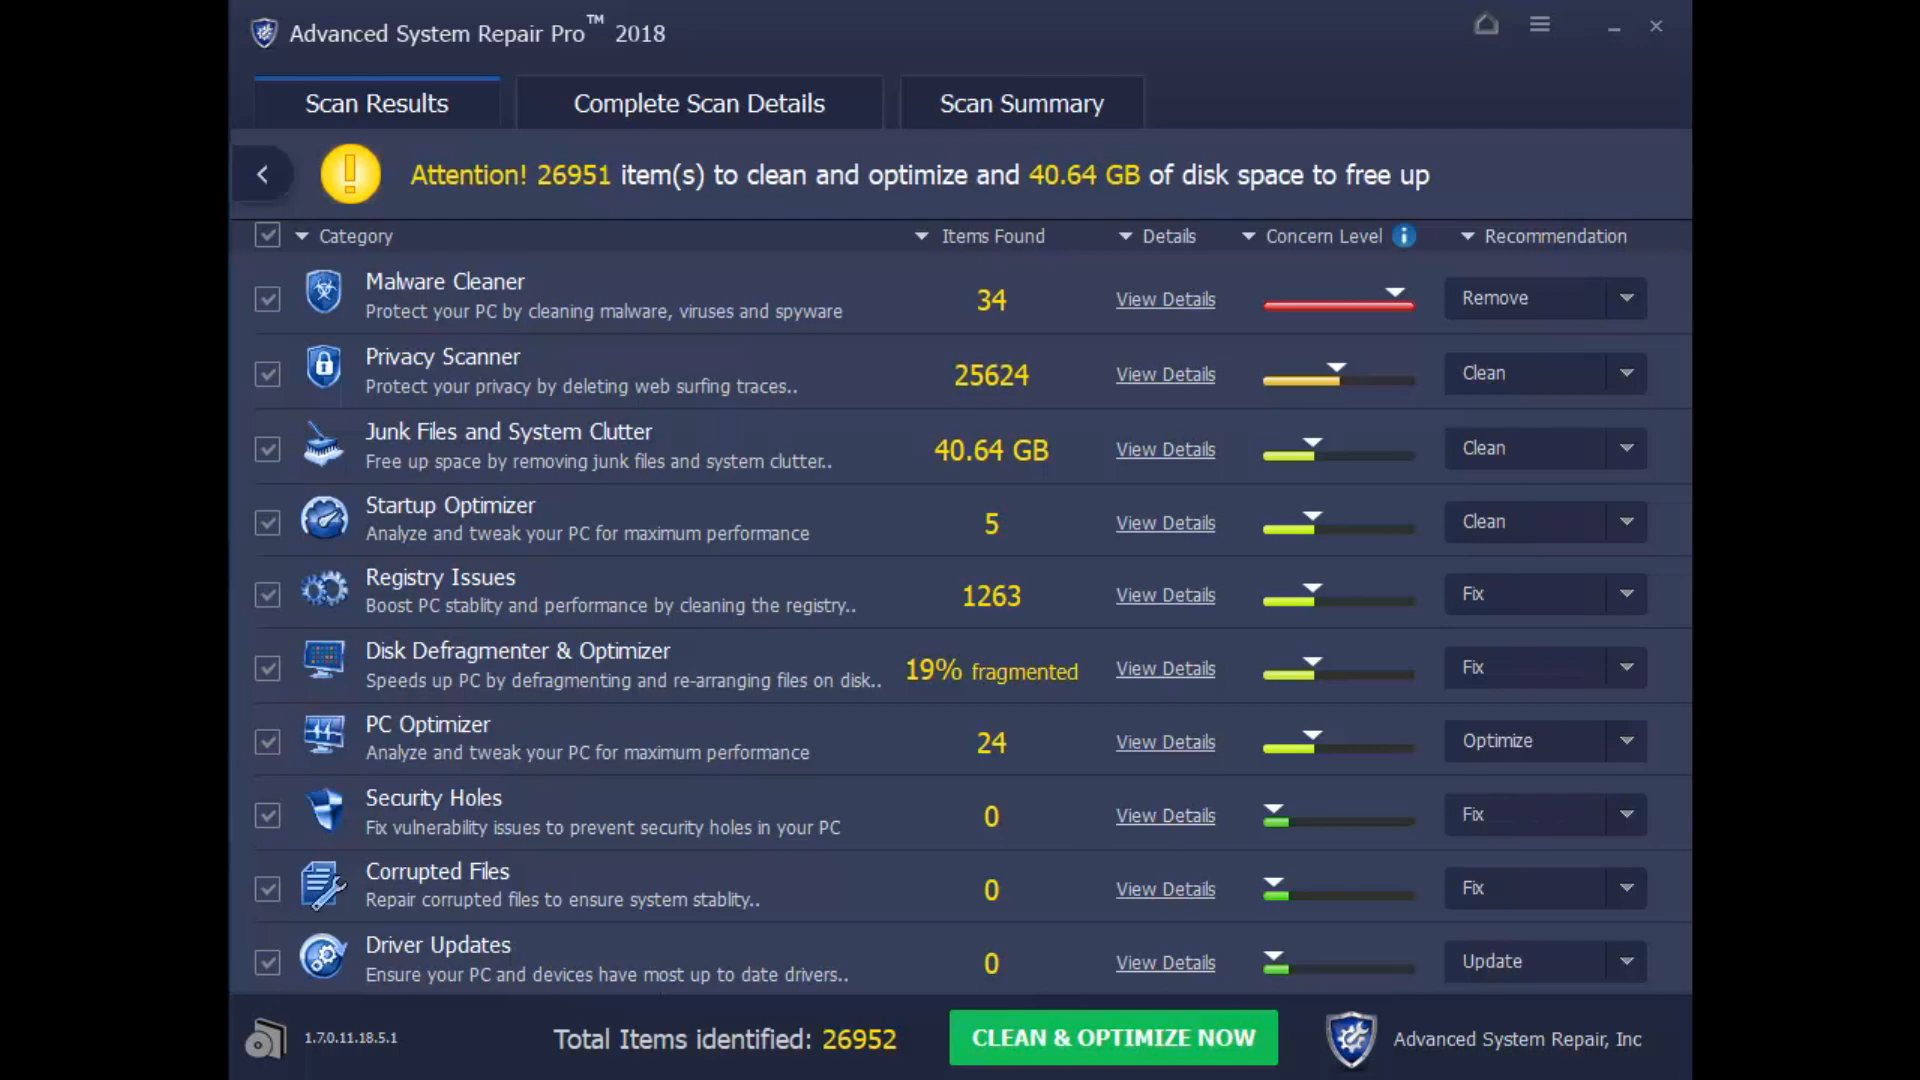 Advanced System Repair Pro™ 2018
Scan Results
Complete Scan Details
Scan Summary
Attention! 26951 item(s) to clean and optimize and 40.64 GB of disk space to free up
Category Items Found Details Concern Level i Recommendation
Malware Cleaner
Protect your PC by cleaning malware, viruses and spyware
34 View Details Remove
Privacy Scanner
Protect your privacy by deleting web surfing traces..
25624 View Details Clean
Junk Files and System Clutter
Free up space by removing junk files and system clutter..
40.64 GB View Details Clean
Startup Optimizer
Analyze and tweak your PC for maximum performance
5 View Details Clean
Registry Issues
Boost PC stablity and performance by cleaning the registry..
1263 View Details Fix
Disk Defragmenter & Optimizer
Speeds up PC by defragmenting and re-arranging files on disk..
19% fragmented View Details Fix
PC Optimizer
Analyze and tweak your PC for maximum performance
24 View Details Optimize
Security Holes
Fix vulnerability issues to prevent security holes in your PC
0 View Details Fix
Corrupted Files
Repair corrupted files to ensure system stablity..
0 View Details Fix
Driver Updates
Ensure your PC and devices have most up to date drivers..
0 View Details Update
1.7.0.11.18.5.1
Total Items identified: 26952
CLEAN & OPTIMIZE NOW
Advanced System Repair, Inc